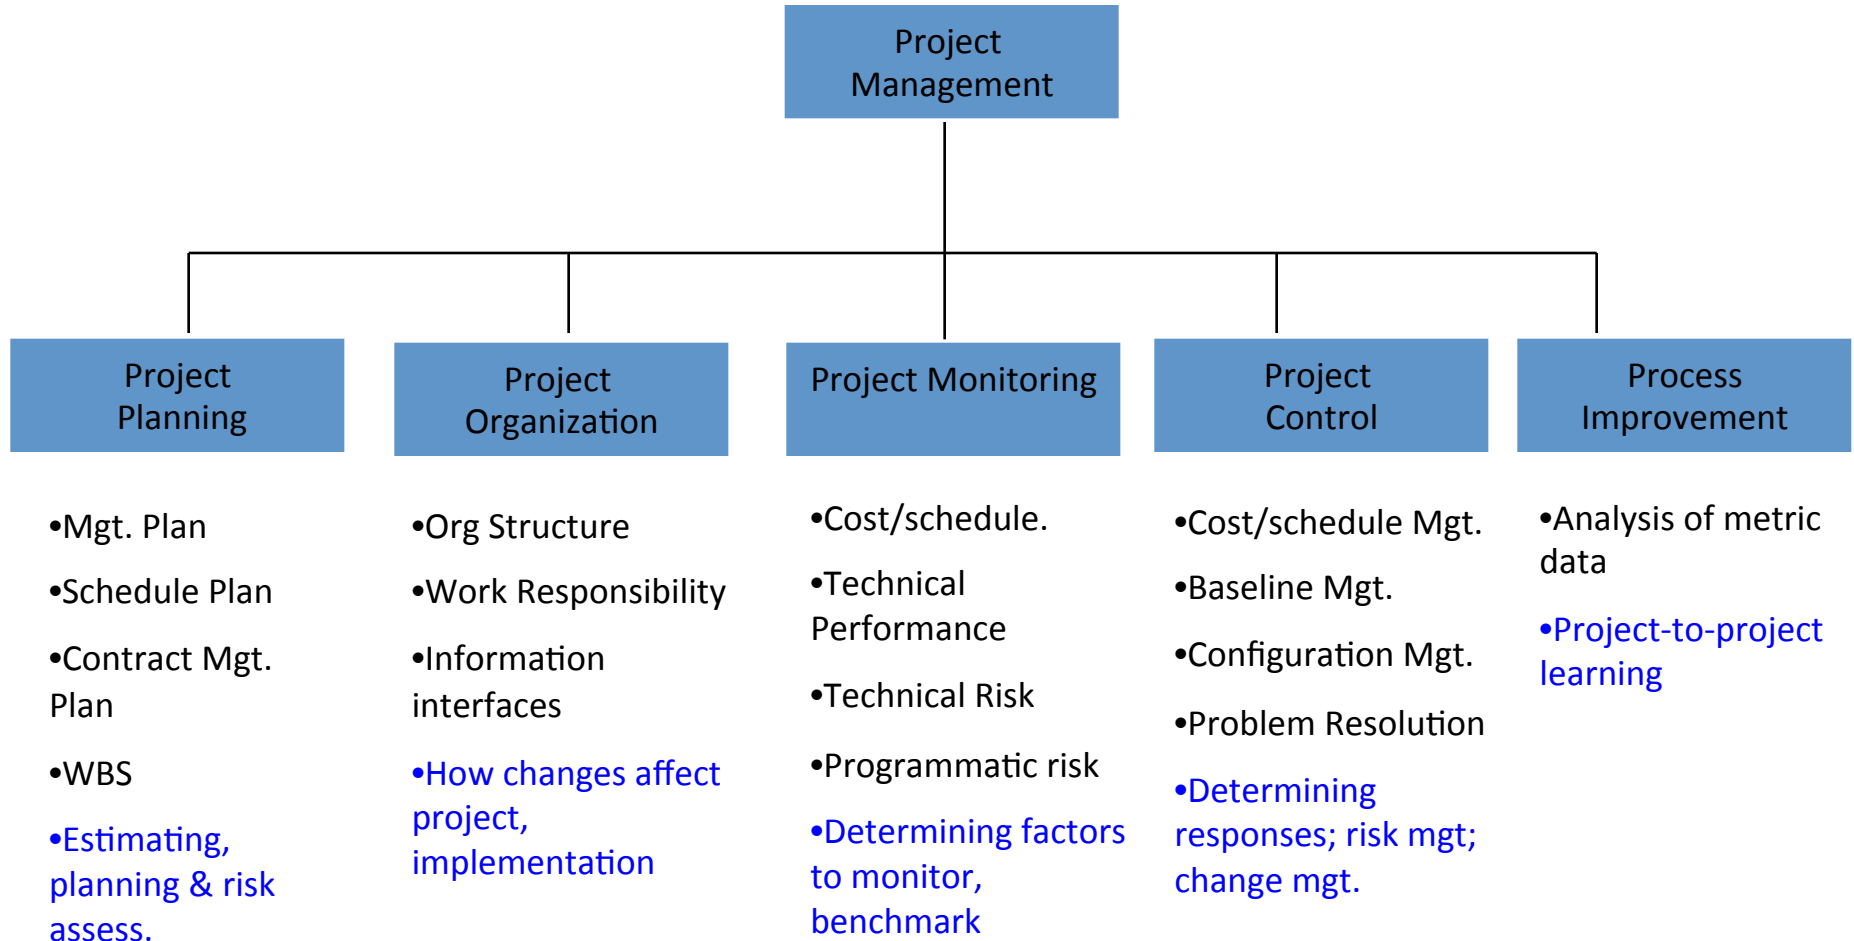 Project
Management
Project
Planning
Project
Organization
Project Monitoring
Project
Control
Process
Improvement
•Mgt. Plan
•Schedule Plan
•Contract Mgt.
Plan
•WBS
•Estimating,
planning & risk
assess.
•Org Structure
•Work Responsibility
•Information
interfaces
•How changes affect
project,
implementation
•Cost/schedule.
•Technical
Performance
•Technical Risk
•Programmatic risk
•Determining factors
to monitor,
benchmark
•Cost/schedule Mgt.
•Baseline Mgt.
•Configuration Mgt.
•Problem Resolution
•Determining
responses; risk mgt;
change mgt.
•Analysis of metric
data
•Project-to-project
learning